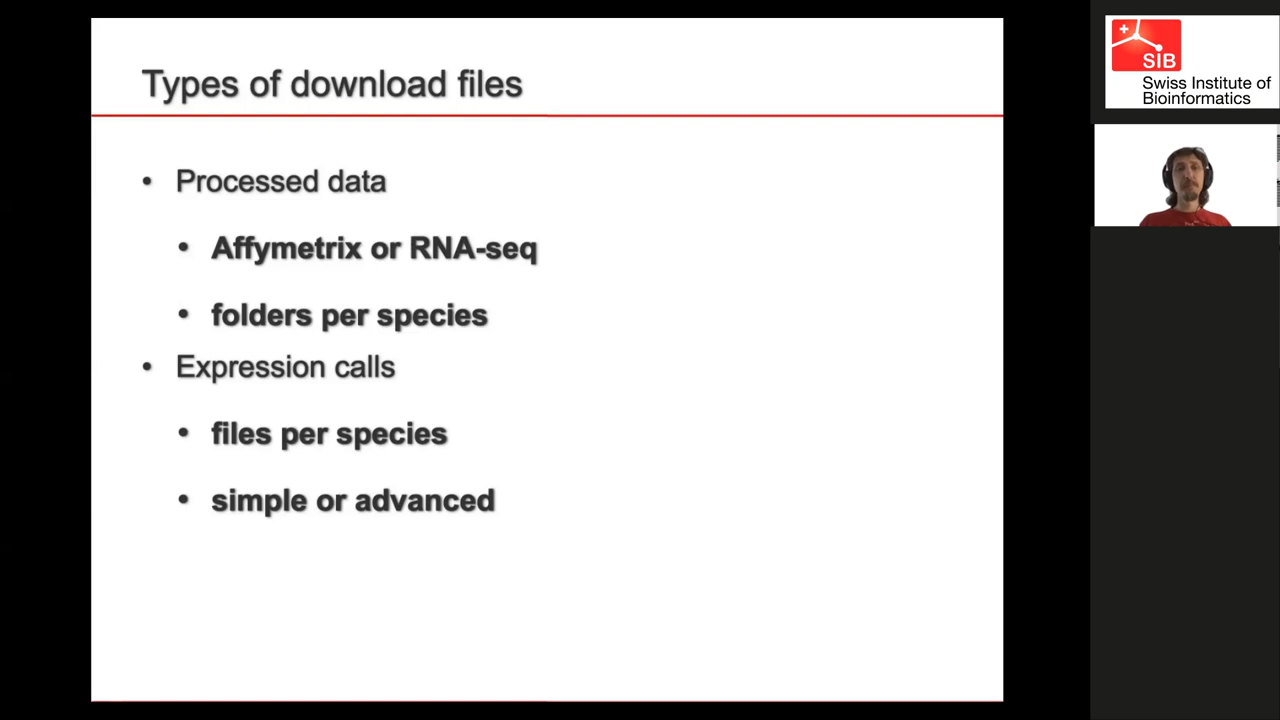 Types of download files
• Processed data
• Affymetrix or RNA-seq
• folders per species
• Expression calls
• files per species
• simple or advanced
SIB
Swiss Institute of
Bioinformatics